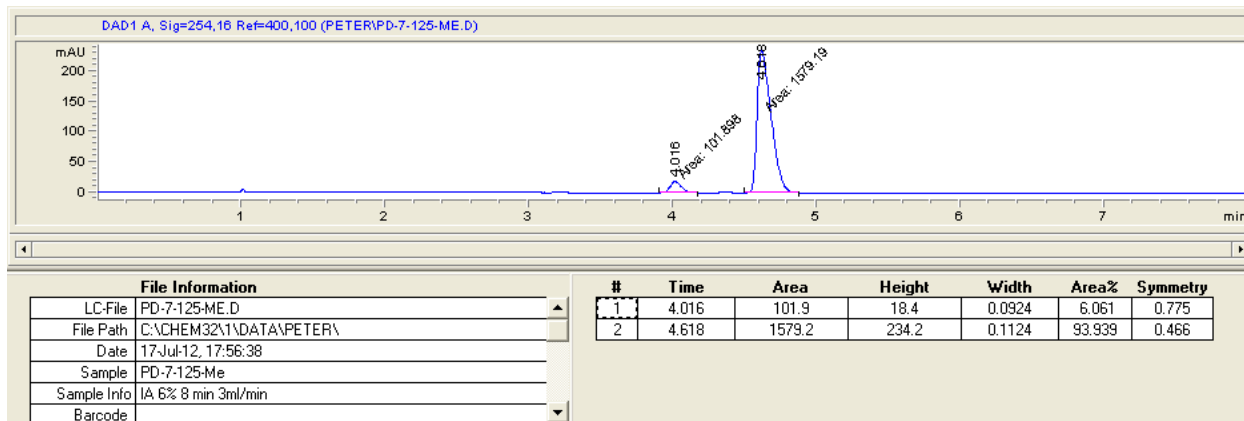 DAD1 A, Sig=254,16 Ref=400,100 (PETER\PD-7-125-ME.D)
mAU
200
150
100
50
0
4.016
Area: 101.898
4.618
Area: 1579.19
1 2 3 4 5 6 7 min
File Information
LC-File PD-7-125-ME.D
File Path C:\CHEM32\1\DATA\PETER\
Date 17-Jul-12, 17:56:38
Sample PD-7-125-Me
Sample Info IA 6% 8 min 3ml/min
Barcode
# Time Area Height Width Area% Symmetry
1 4.016 101.9 18.4 0.0924 6.061 0.775
2 4.618 1579.2 234.2 0.1124 93.939 0.466